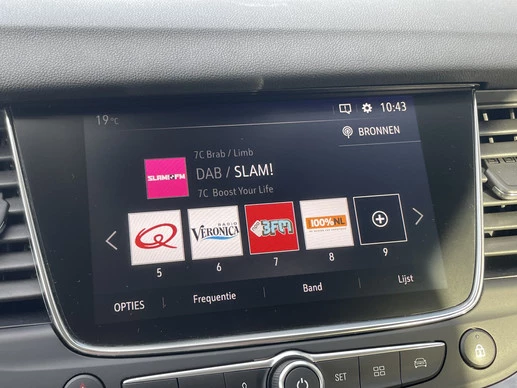 19 °C
10:43
BRONNEN
7C Brab / Limb
DAB / SLAM!
7C Boost Your Life
SLAM! FM
Q
RADIO
VERONICA
3FM
100%NL
5 6 7 8 9
OPTIES Frequentie Band Lijst
SET